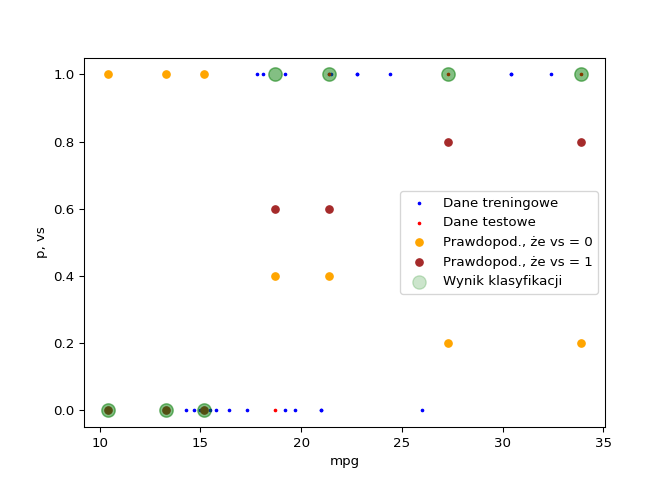 1.0
0.8
0.6
0.4
0.2
0.0
p, vs
Dane treningowe
Dane testowe
Prawdopod., że vs = 0
Prawdopod., że vs = 1
Wynik klasyfikacji
10 15 20 25 30 35
mpg